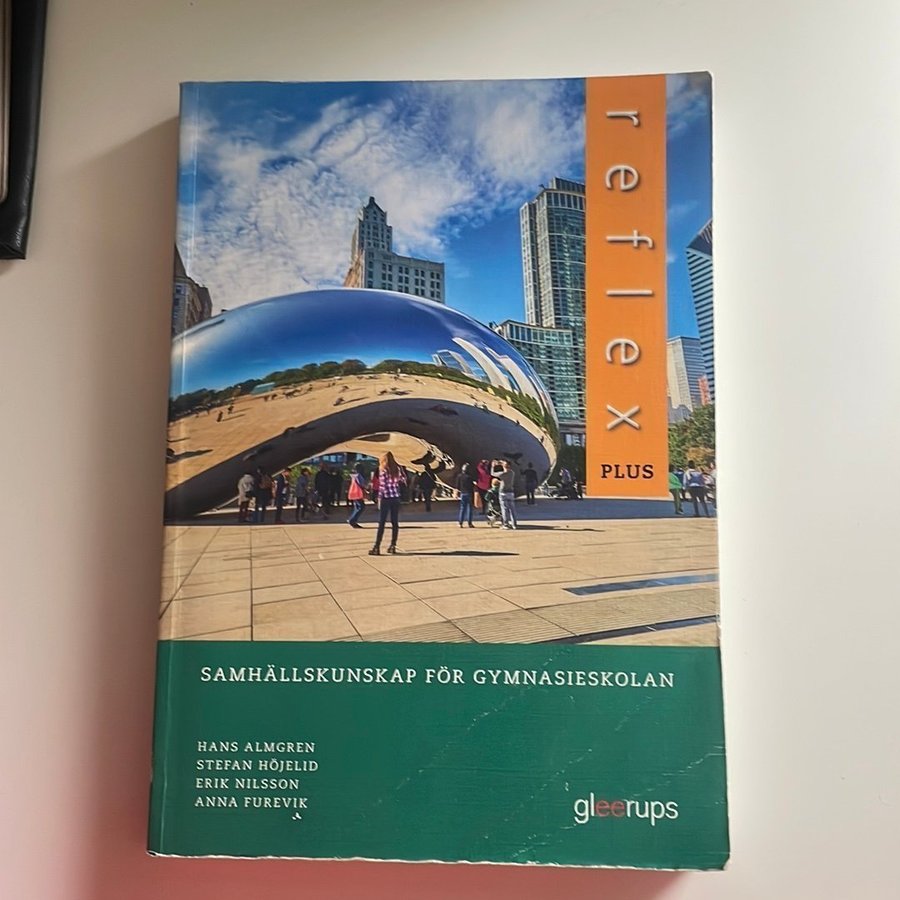 reflex
PLUS
SAMHÄLLSKUNSKAP FÖR GYMNASIESKOLAN
HANS ALMGREN
STEFAN HÖJELID
ERIK NILSSON
ANNA FUREVIK
gleerups